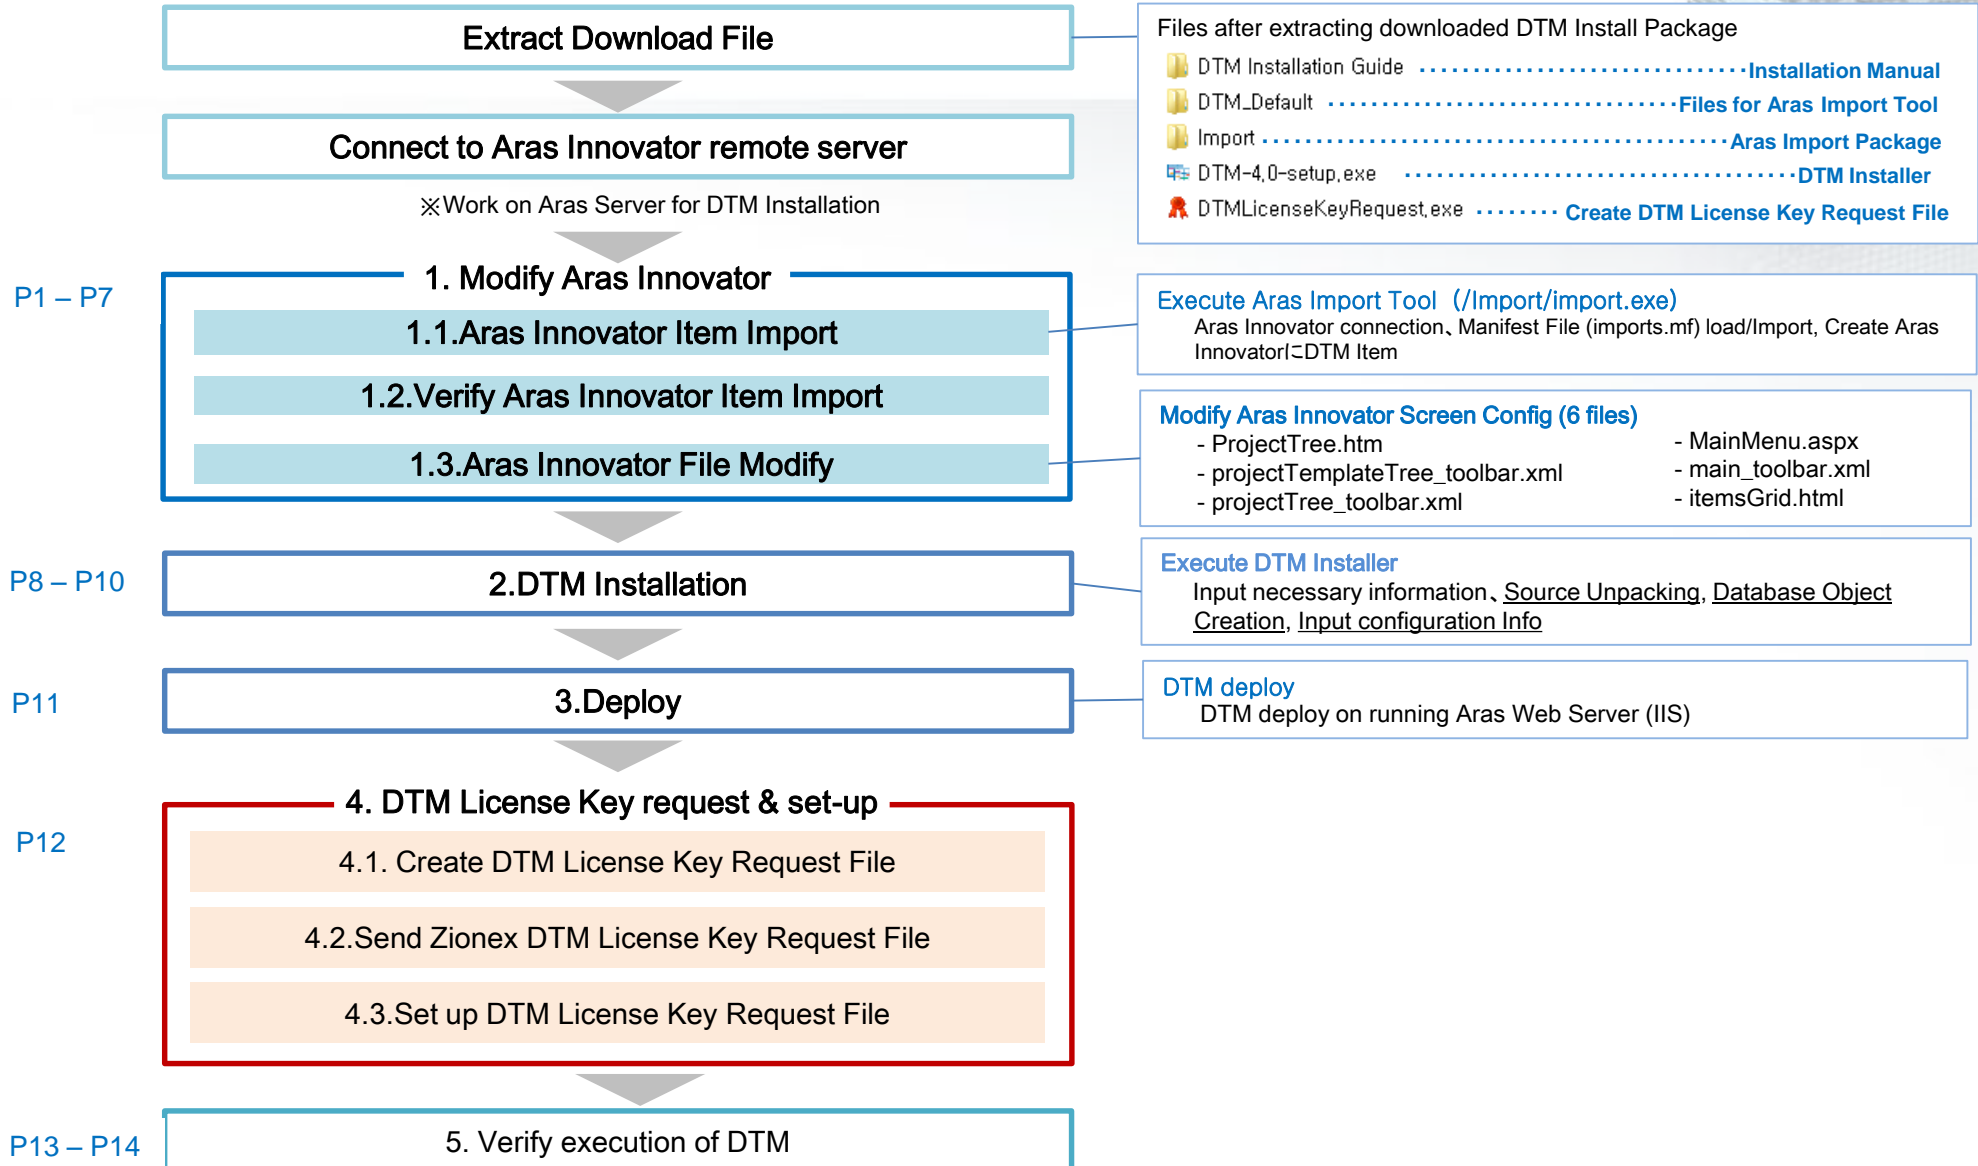 Extract Download File
Connect to Aras Innovator remote server
※Work on Aras Server for DTM Installation
P1 – P7
1. Modify Aras Innovator
1.1.Aras Innovator Item Import
1.2.Verify Aras Innovator Item Import
1.3.Aras Innovator File Modify
P8 – P10
2.DTM Installation
P11
3.Deploy
P12
4. DTM License Key request & set-up
4.1. Create DTM License Key Request File
4.2.Send Zionex DTM License Key Request File
4.3.Set up DTM License Key Request File
P13 – P14
5. Verify execution of DTM
Files after extracting downloaded DTM Install Package
DTM Installation Guide ································Installation Manual
DTM_Default ·································Files for Aras Import Tool
Import ············································Aras Import Package
DTM-4,0-setup,exe ·····································DTM Installer
DTMLicenseKeyRequest,exe ········ Create DTM License Key Request File
Execute Aras Import Tool（/Import/import.exe）
Aras Innovator connection、Manifest File (imports.mf) load/Import, Create Aras
InnovatorにDTM Item
Modify Aras Innovator Screen Config (6 files)
- ProjectTree.htm
- projectTemplateTree_toolbar.xml
- projectTree_toolbar.xml
- MainMenu.aspx
- main_toolbar.xml
- itemsGrid.html
Execute DTM Installer
Input necessary information、Source Unpacking, Database Object
Creation, Input configuration Info
DTM deploy
DTM deploy on running Aras Web Server (IIS)